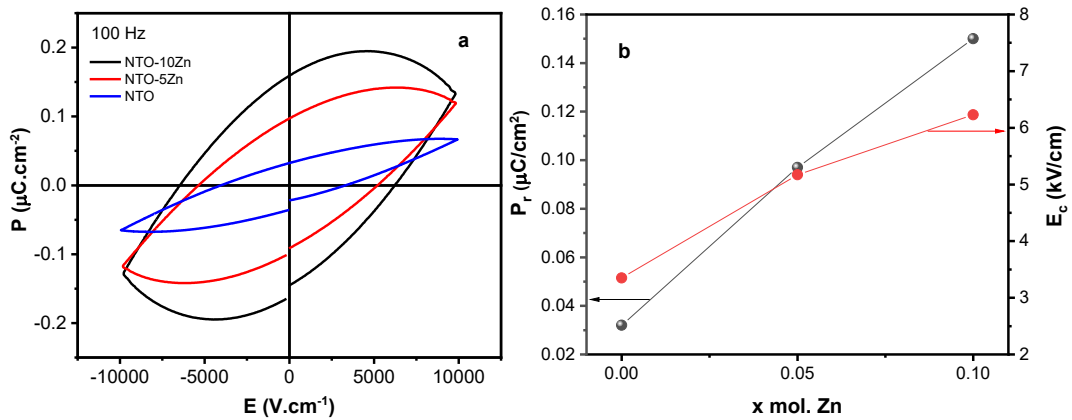 100 Hz
a
NTO-10Zn
NTO-5Zn
NTO
P (μC.cm⁻²)
0.2
0.1
0.0
-0.1
-0.2
-10000 -5000 0 5000 10000
E (V.cm⁻¹)
b
Pᵣ (μC/cm²)
0.16
0.14
0.12
0.10
0.08
0.06
0.04
0.02
8
7
6
5
4
3
2
E_c (kV/cm)
0.00 0.05 0.10
x mol. Zn